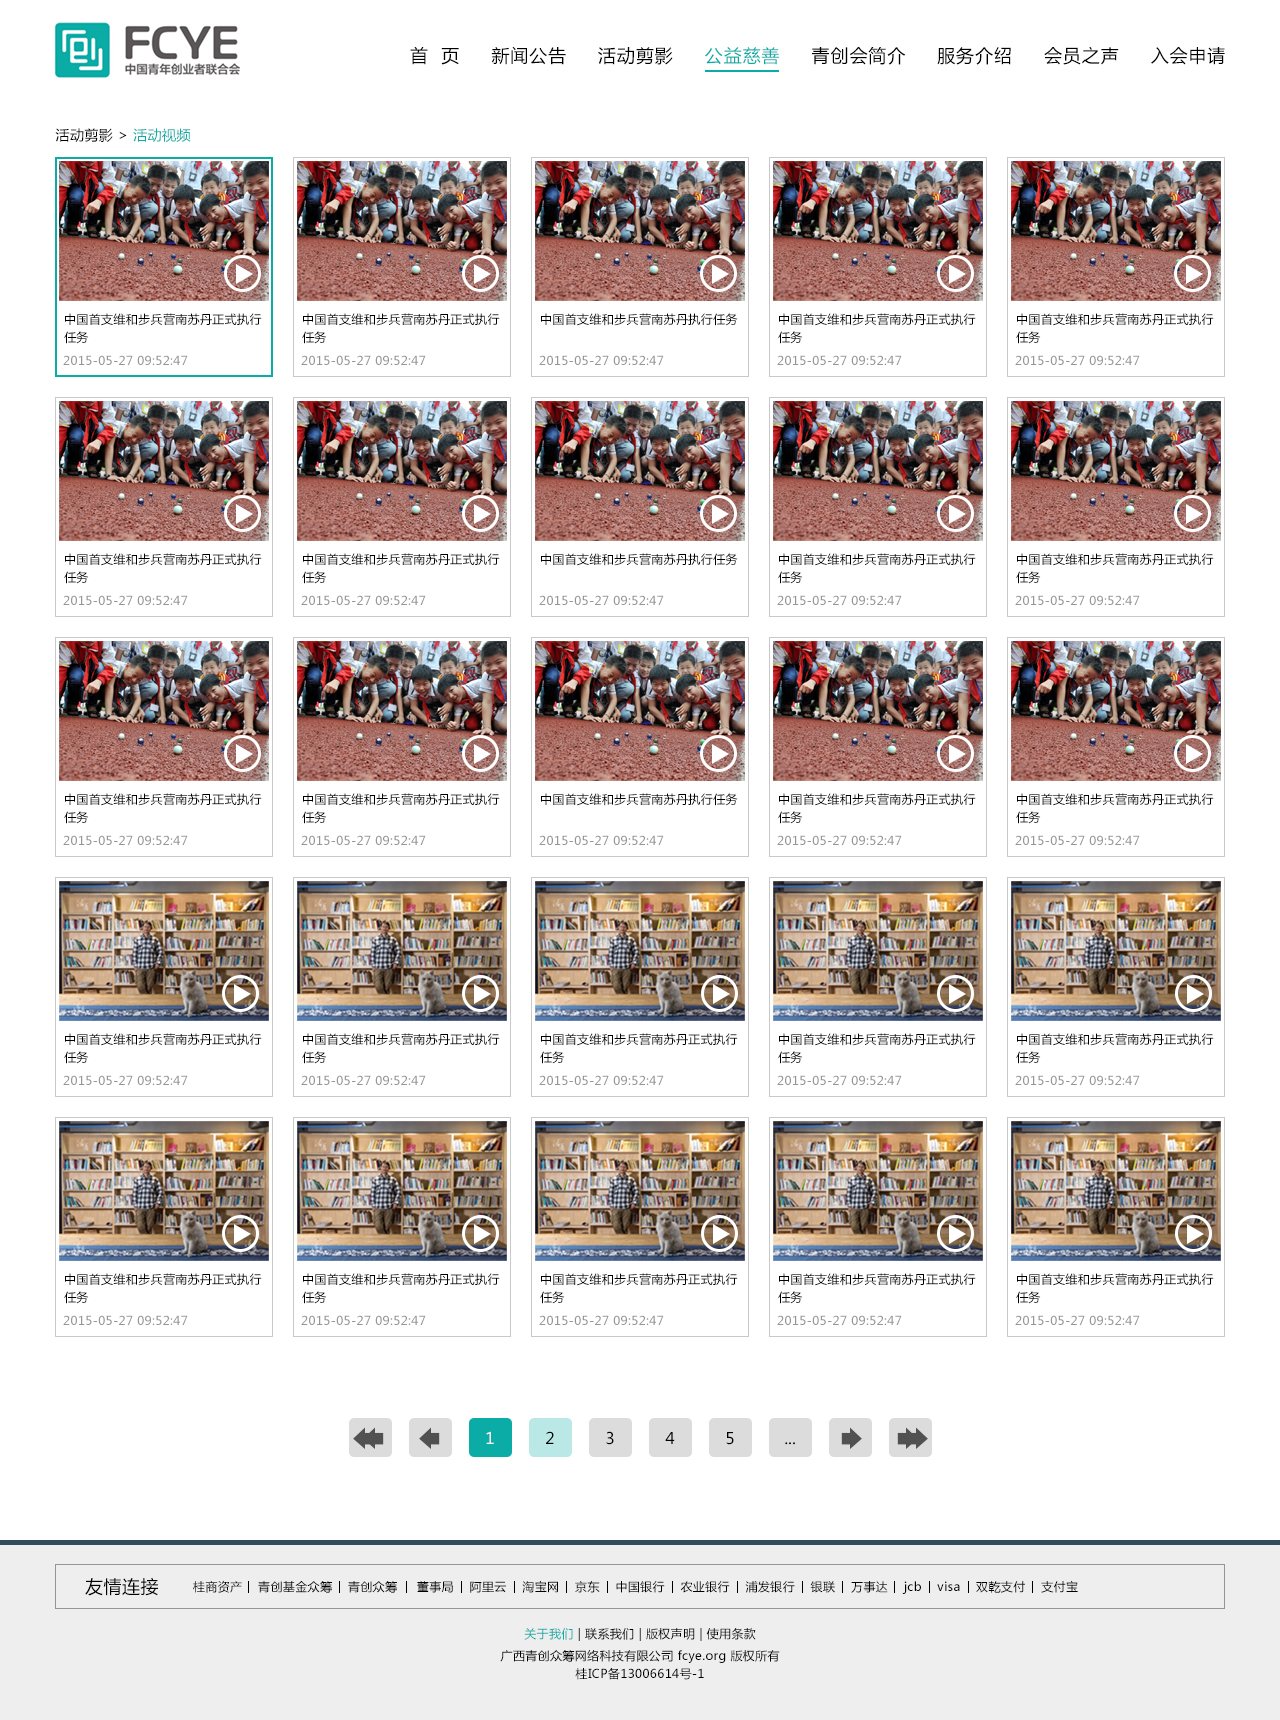 FCYE
中国青年创业者联合会
首 页 新闻公告 活动剪影 公益慈善 青创会简介 服务介绍 会员之声 入会申请
活动剪影 > 活动视频
中国首支维和步兵营南苏丹正式执行
任务
2015-05-27 09:52:47
中国首支维和步兵营南苏丹正式执行
任务
2015-05-27 09:52:47
中国首支维和步兵营南苏丹执行任务
2015-05-27 09:52:47
中国首支维和步兵营南苏丹正式执行
任务
2015-05-27 09:52:47
中国首支维和步兵营南苏丹正式执行
任务
2015-05-27 09:52:47
中国首支维和步兵营南苏丹正式执行
任务
2015-05-27 09:52:47
中国首支维和步兵营南苏丹正式执行
任务
2015-05-27 09:52:47
中国首支维和步兵营南苏丹执行任务
2015-05-27 09:52:47
中国首支维和步兵营南苏丹正式执行
任务
2015-05-27 09:52:47
中国首支维和步兵营南苏丹正式执行
任务
2015-05-27 09:52:47
中国首支维和步兵营南苏丹正式执行
任务
2015-05-27 09:52:47
中国首支维和步兵营南苏丹正式执行
任务
2015-05-27 09:52:47
中国首支维和步兵营南苏丹执行任务
2015-05-27 09:52:47
中国首支维和步兵营南苏丹正式执行
任务
2015-05-27 09:52:47
中国首支维和步兵营南苏丹正式执行
任务
2015-05-27 09:52:47
中国首支维和步兵营南苏丹正式执行
任务
2015-05-27 09:52:47
中国首支维和步兵营南苏丹正式执行
任务
2015-05-27 09:52:47
中国首支维和步兵营南苏丹正式执行
任务
2015-05-27 09:52:47
中国首支维和步兵营南苏丹正式执行
任务
2015-05-27 09:52:47
中国首支维和步兵营南苏丹正式执行
任务
2015-05-27 09:52:47
中国首支维和步兵营南苏丹正式执行
任务
2015-05-27 09:52:47
中国首支维和步兵营南苏丹正式执行
任务
2015-05-27 09:52:47
中国首支维和步兵营南苏丹正式执行
任务
2015-05-27 09:52:47
中国首支维和步兵营南苏丹正式执行
任务
2015-05-27 09:52:47
中国首支维和步兵营南苏丹正式执行
任务
2015-05-27 09:52:47
1 2 3 4 5 ...
友情连接 桂商资产 | 青创基金众筹 | 青创众筹 | 董事局 | 阿里云 | 淘宝网 | 京东 | 中国银行 | 农业银行 | 浦发银行 | 银联 | 万事达 | jcb | visa | 双乾支付 | 支付宝
关于我们 | 联系我们 | 版权声明 | 使用条款
广西青创众筹网络科技有限公司 fcye.org 版权所有
桂ICP备13006614号-1